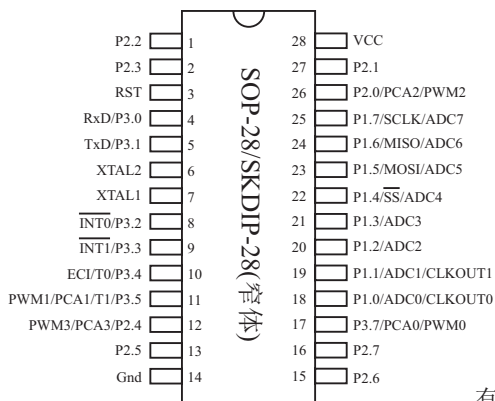 P2.2 1
P2.3 2
RST 3
RxD/P3.0 4
TxD/P3.1 5
XTAL2 6
XTAL1 7
INT0/P3.2 8
INT1/P3.3 9
ECI/T0/P3.4 10
PWM1/PCA1/T1/P3.5 11
PWM3/PCA3/P2.4 12
P2.5 13
Gnd 14
SOP-28/SKDIP-28(窄体)
28 VCC
27 P2.1
26 P2.0/PCA2/PWM2
25 P1.7/SCLK/ADC7
24 P1.6/MISO/ADC6
23 P1.5/MOSI/ADC5
22 P1.4/SS/ADC4
21 P1.3/ADC3
20 P1.2/ADC2
19 P1.1/ADC1/CLKOUT1
18 P1.0/ADC0/CLKOUT0
17 P3.7/PCA0/PWM0
16 P2.7
15 P2.6
有